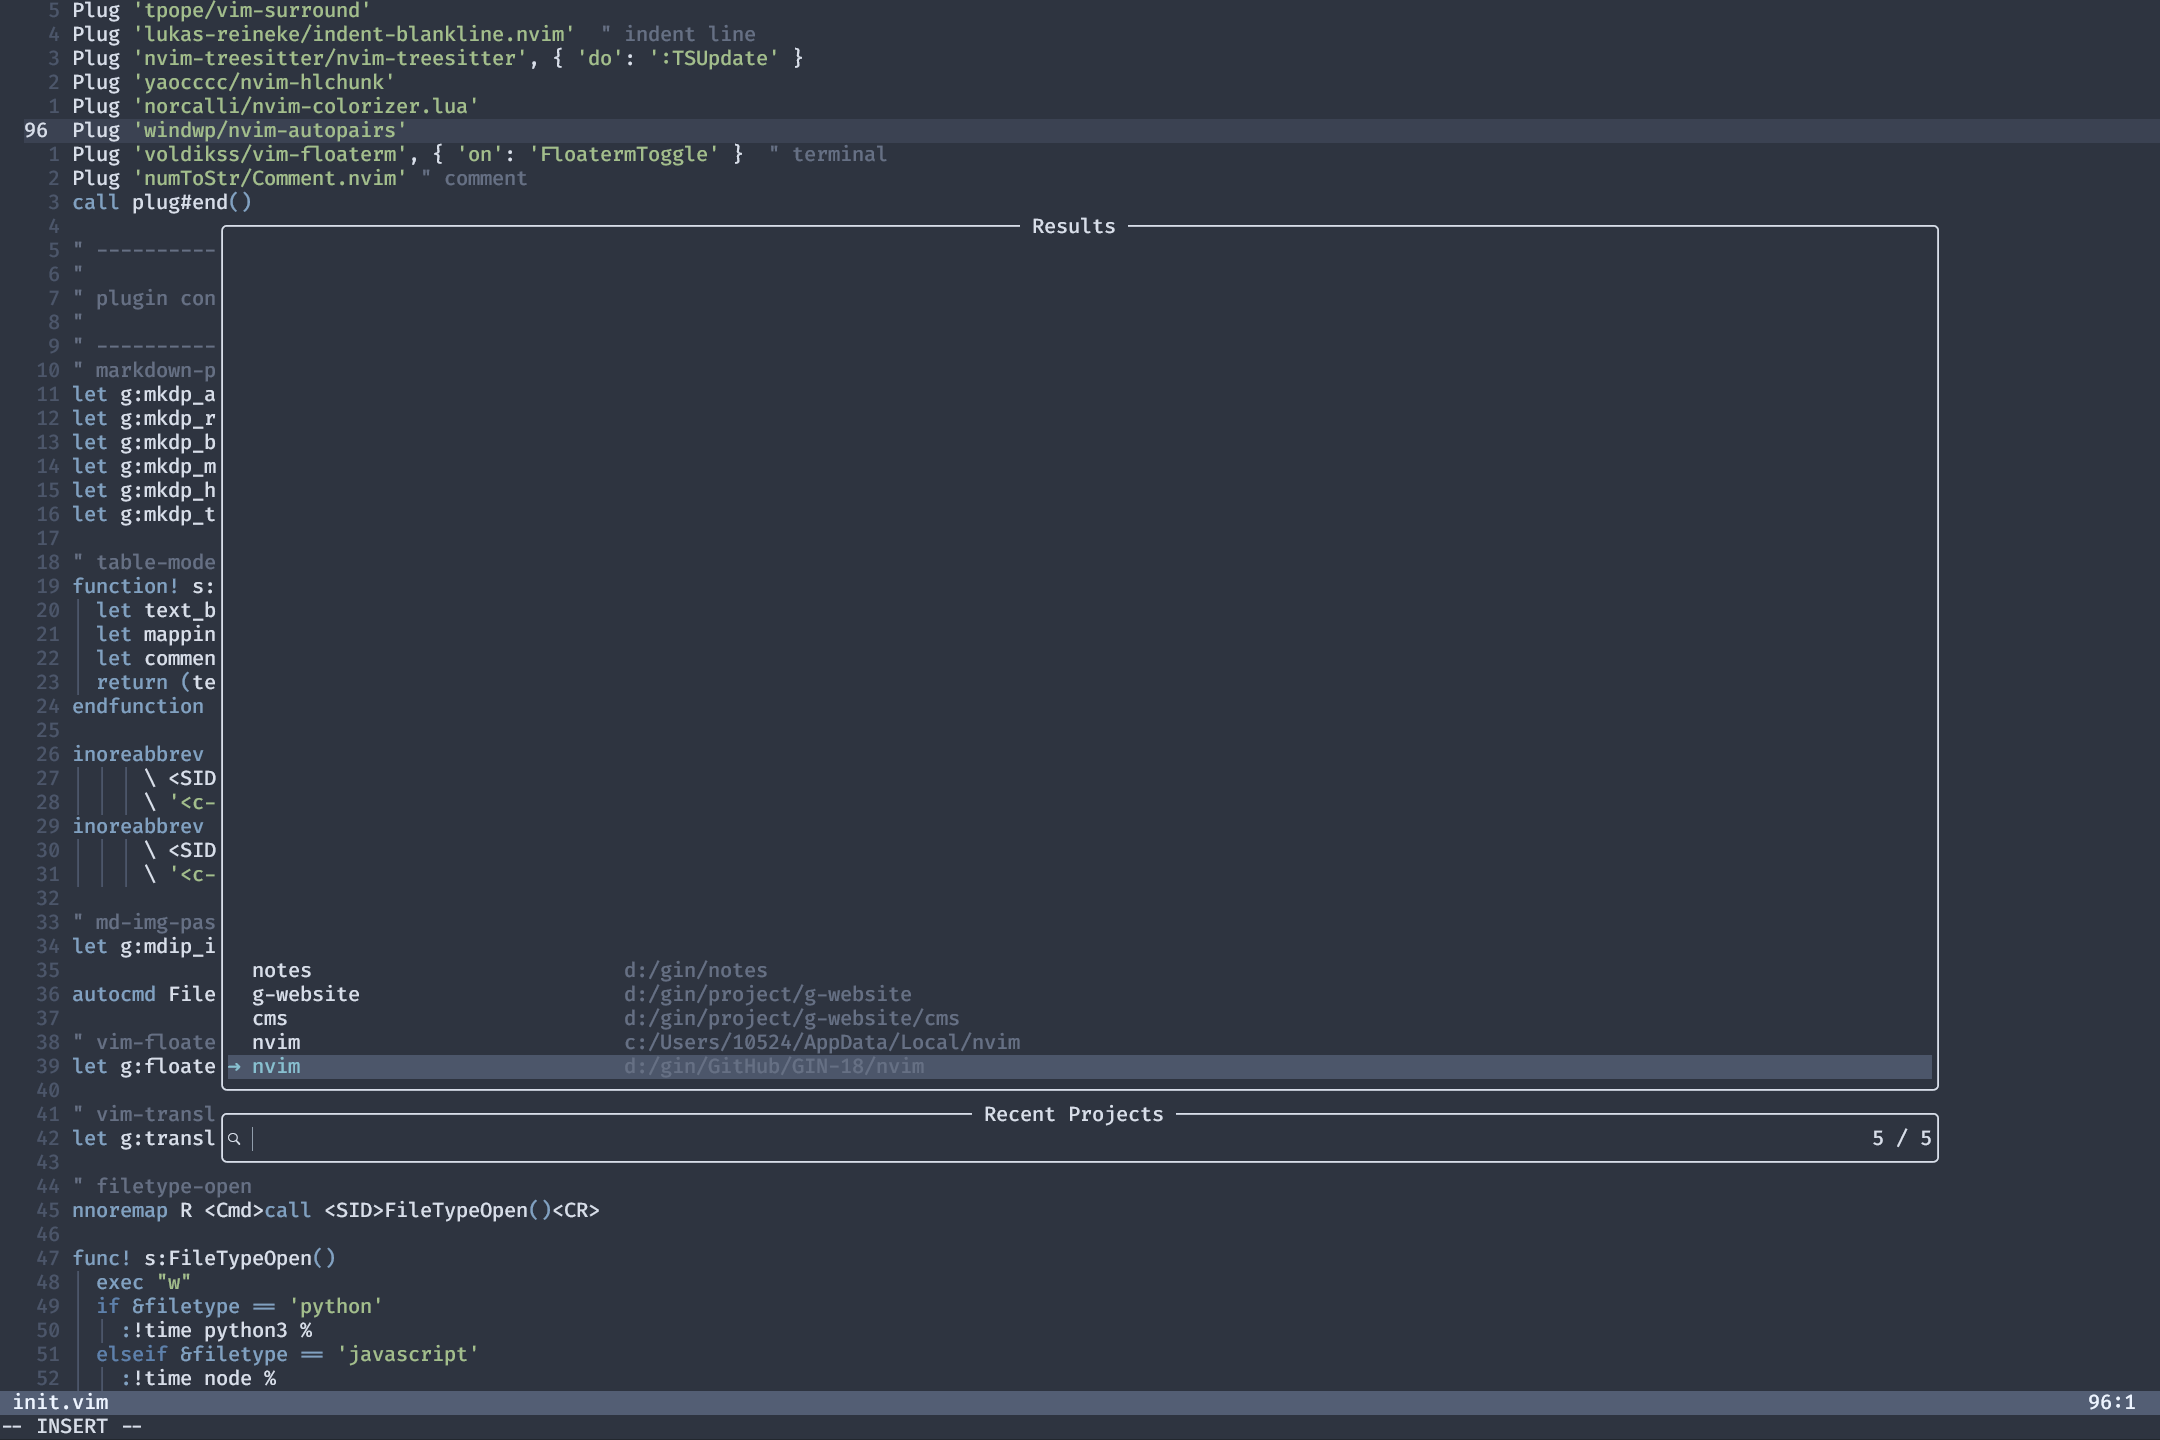 5 Plug 'tpope/vim-surround'
4 Plug 'lukas-reineke/indent-blankline.nvim'  " indent line
3 Plug 'nvim-treesitter/nvim-treesitter', { 'do': ':TSUpdate' }
2 Plug 'yaocccc/nvim-hlchunk'
1 Plug 'norcalli/nvim-colorizer.lua'
96 Plug 'windwp/nvim-autopairs'
1 Plug 'voldikss/vim-floaterm', { 'on': 'FloatermToggle' }  " terminal
2 Plug 'numToStr/Comment.nvim' " comment
3 call plug#end()
4
5 " ----------
6 "
7 " plugin con
8 "
9 " ----------
10 " markdown-p
11 let g:mkdp_a
12 let g:mkdp_r
13 let g:mkdp_b
14 let g:mkdp_m
15 let g:mkdp_h
16 let g:mkdp_t
17
18 " table-mode
19 function! s:
20   let text_b
21   let mappin
22   let commen
23   return (te
24 endfunction
25
26 inoreabbrev
27       \ <SID
28       \ '<c-
29 inoreabbrev
30       \ <SID
31       \ '<c-
32
33 " md-img-pas
34 let g:mdip_i
35
36 autocmd File
37
38 " vim-floate
39 let g:floate
40
41 " vim-transl
42 let g:transl
43
44 " filetype-open
45 nnoremap R <Cmd>call <SID>FileTypeOpen()<CR>
46
47 func! s:FileTypeOpen()
48   exec "w"
49   if &filetype == 'python'
50     :!time python3 %
51   elseif &filetype == 'javascript'
52     :!time node %
Results
notes d:/gin/notes
g-website d:/gin/project/g-website
cms d:/gin/project/g-website/cms
nvim c:/Users/10524/AppData/Local/nvim
→ nvim d:/gin/GitHub/GIN-18/nvim
Recent Projects
5 / 5
init.vim 96:1
-- INSERT --